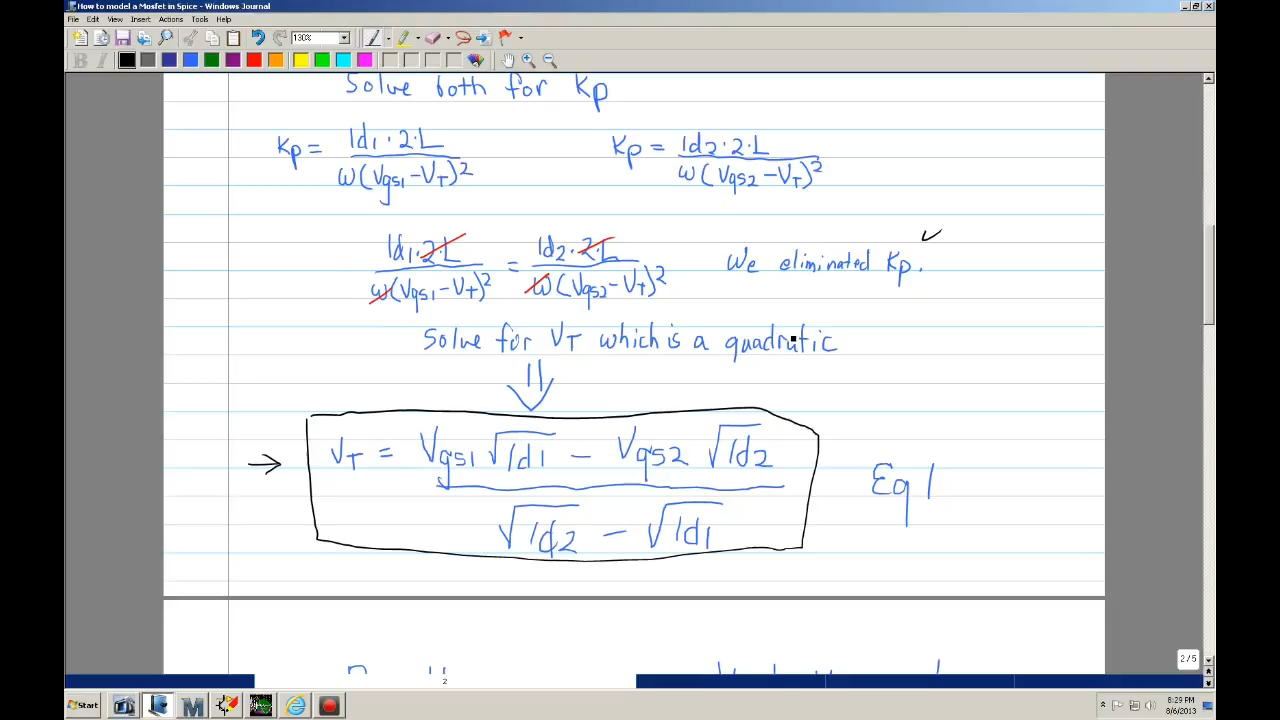 How to model a Mosfet in Spice - Windows Journal
File Edit View Insert Actions Tools Help
130%
B I
Solve both for Kp
Kp = Id1 · 2 · L / W(Vgs1 - VT)2 Kp = Id2 · 2 · L / W(Vgs2 - VT)2
Id1 · 2 · L / W(Vgs1 - VT)2 = Id2 · 2 · L / W(Vgs2 - VT)2 We eliminated Kp. ✓
Solve for VT which is a quadratic
⇓
→ VT = Vgs1 √Id1 - Vgs2 √Id2 / √Id2 - √Id1 Eq 1
2 / 5
2
Start
8:29 PM
8/6/2013